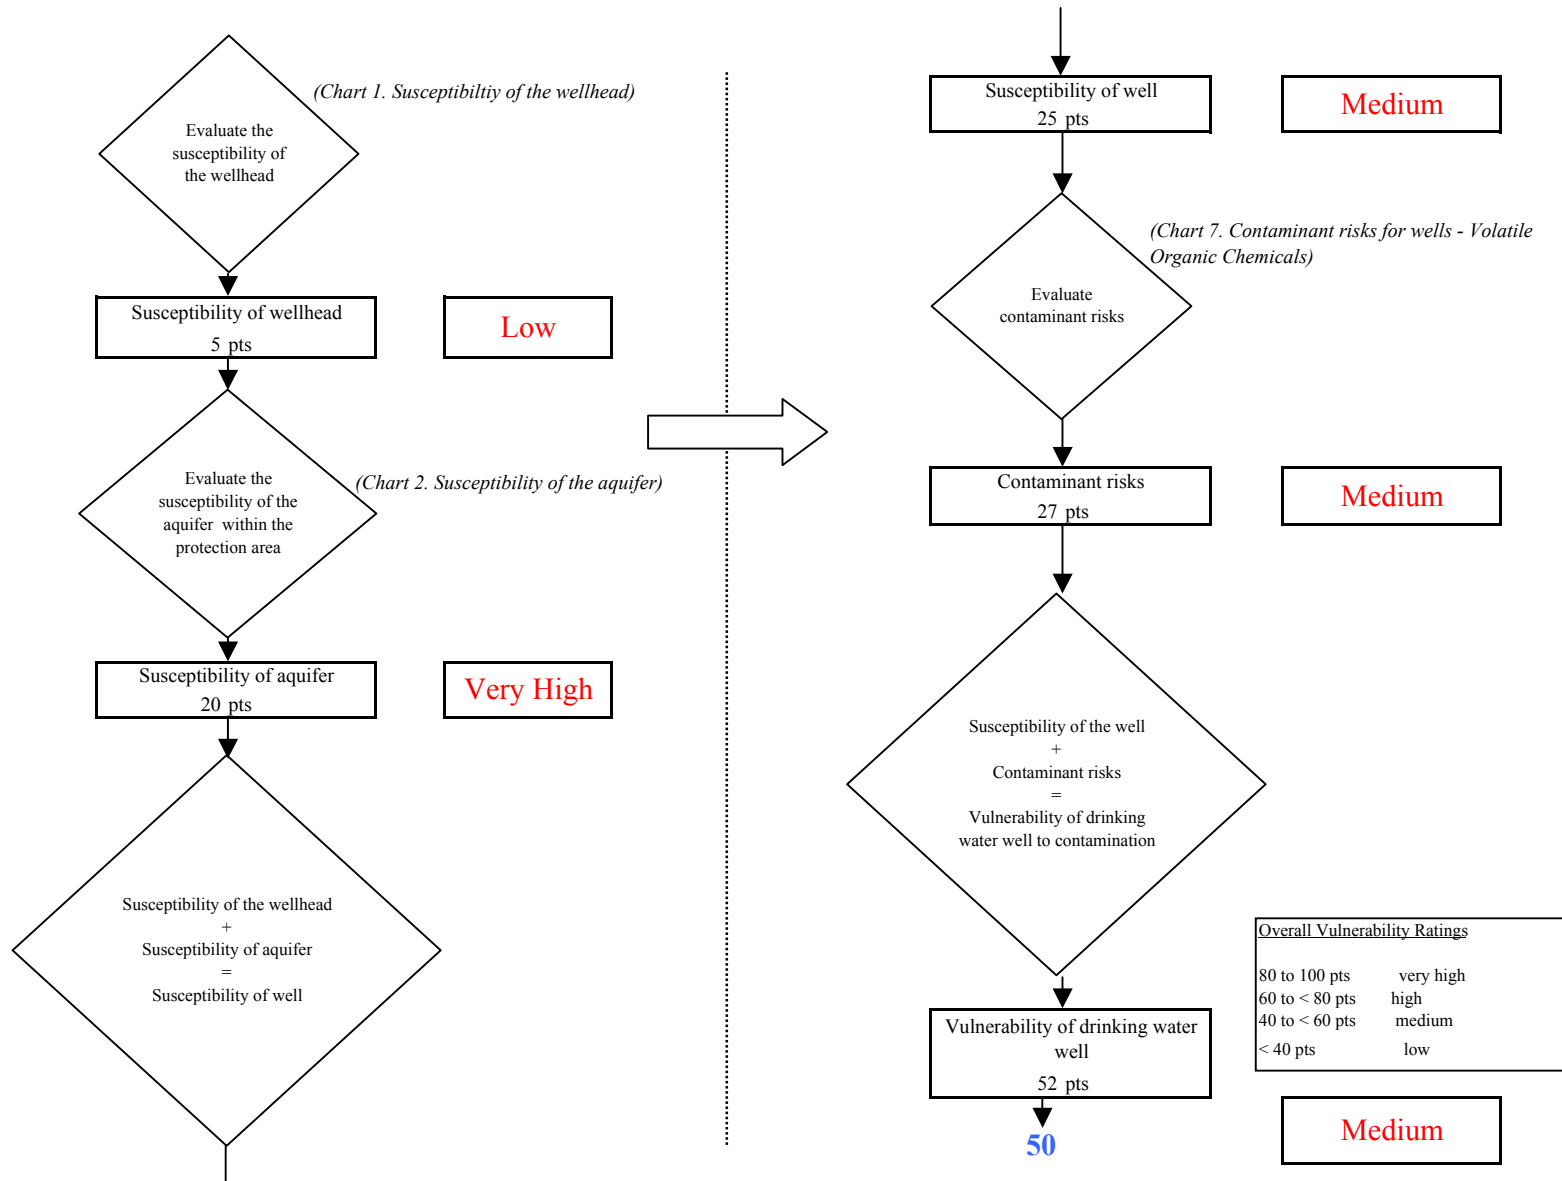 (Chart 1. Susceptibiltiy of the wellhead)
Evaluate the
susceptibility of
the wellhead
Susceptibility of wellhead
5 pts
Low
Evaluate the
susceptibility of the
aquifer within the
protection area
(Chart 2. Susceptibility of the aquifer)
Susceptibility of aquifer
20 pts
Very High
Susceptibility of the wellhead
+
Susceptibility of aquifer
=
Susceptibility of well
Susceptibility of well
25 pts
Medium
(Chart 7. Contaminant risks for wells - Volatile
Organic Chemicals)
Evaluate
contaminant risks
Contaminant risks
27 pts
Medium
Susceptibility of the well
+
Contaminant risks
=
Vulnerability of drinking
water well to contamination
Overall Vulnerability Ratings
80 to 100 pts very high
60 to < 80 pts high
40 to < 60 pts medium
< 40 pts low
Vulnerability of drinking water
well
52 pts
50
Medium